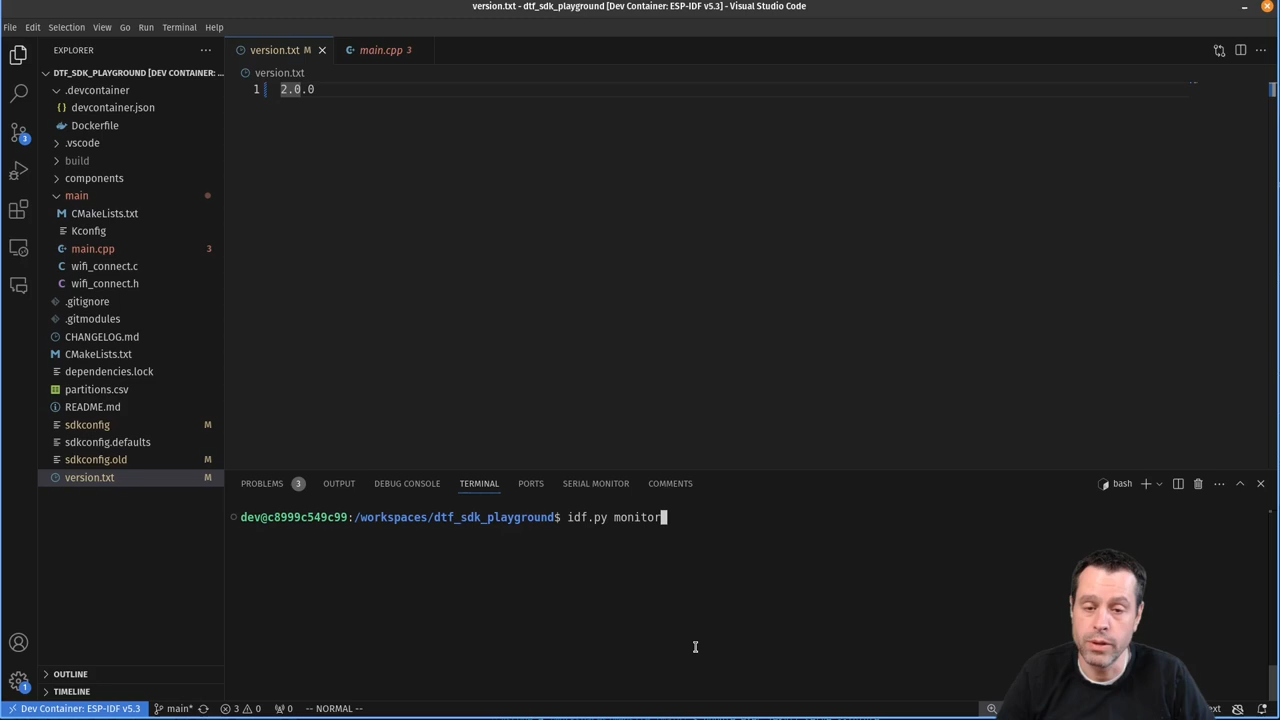 version.txt - dtf_sdk_playground [Dev Container: ESP-IDF v5.3] - Visual Studio Code
File Edit Selection View Go Run Terminal Help
EXPLORER
version.txt M
main.cpp 3
DTF_SDK_PLAYGROUND [DEV CONTAINER: ...
version.txt
.devcontainer
1 2.0.0
devcontainer.json
Dockerfile
.vscode
build
components
main
CMakeLists.txt
Kconfig
main.cpp 3
wifi_connect.c
wifi_connect.h
.gitignore
.gitmodules
CHANGELOG.md
CMakeLists.txt
dependencies.lock
partitions.csv
README.md
sdkconfig M
sdkconfig.defaults
sdkconfig.old M
version.txt M
3
PROBLEMS 3 OUTPUT DEBUG CONSOLE TERMINAL PORTS SERIAL MONITOR COMMENTS
bash
dev@c8999c549c99:/workspaces/dtf_sdk_playground$ idf.py monitor
OUTLINE
TIMELINE
1
Dev Container: ESP-IDF v5.3 main* 3 0 0 -- NORMAL --